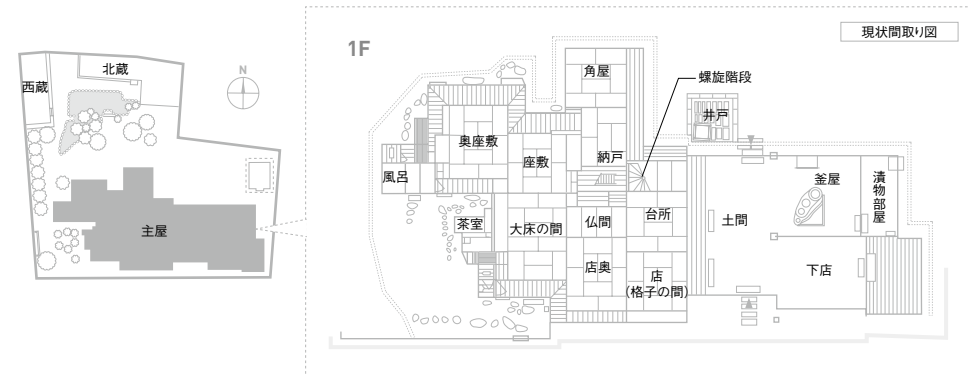 現状間取り図
1F
北蔵
西蔵
N
主屋
角屋
螺旋階段
井戸
奥座敷
座敷
納戸
風呂
釜屋
漬物部屋
茶室
大床の間
仏間
台所
土間
店奥
店
(格子の間)
下店